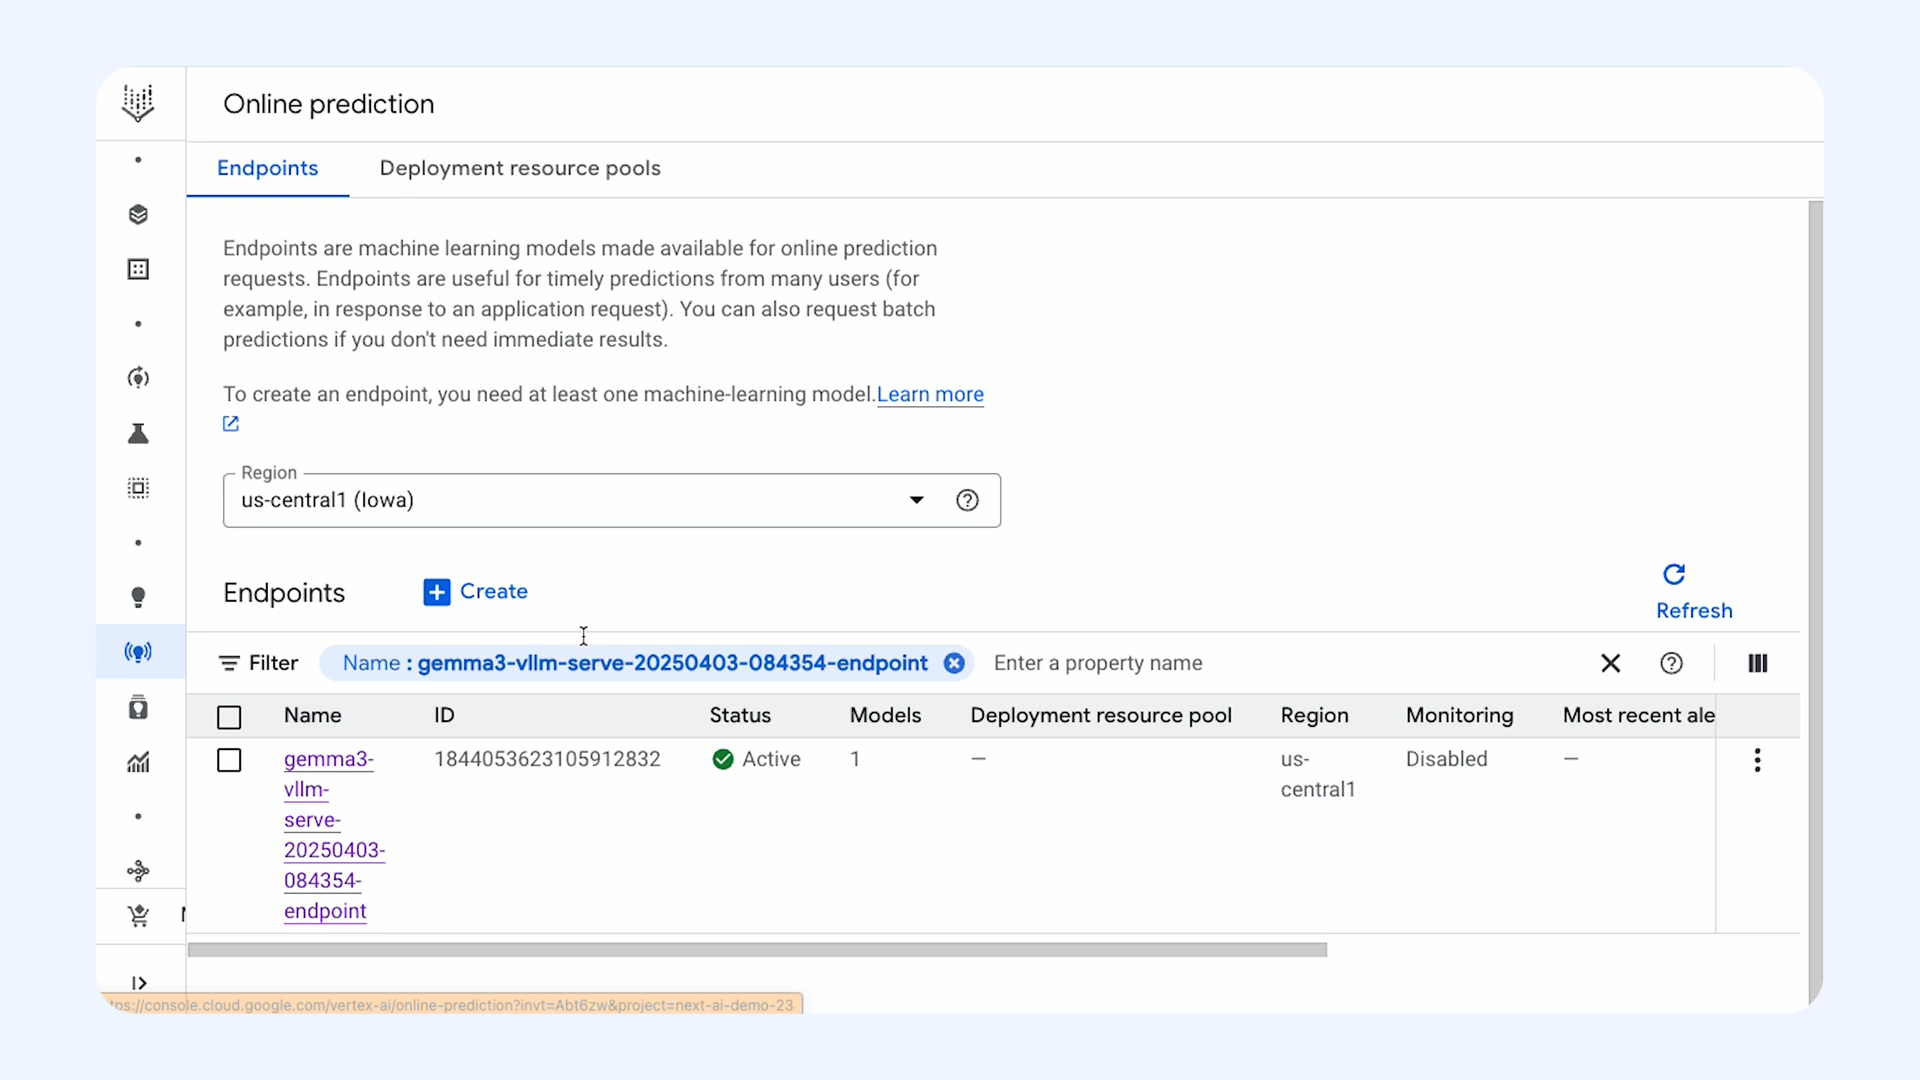 Online prediction
Endpoints
Deployment resource pools
Endpoints are machine learning models made available for online prediction
requests. Endpoints are useful for timely predictions from many users (for
example, in response to an application request). You can also request batch
predictions if you don't need immediate results.
To create an endpoint, you need at least one machine-learning model.Learn more
Region
us-central1 (Iowa)
Endpoints
Create
Refresh
Filter
Name : gemma3-vllm-serve-20250403-084354-endpoint
Enter a property name
Name
ID
Status
Models
Deployment resource pool
Region
Monitoring
Most recent ale
gemma3-
vllm-
serve-
20250403-
084354-
endpoint
1844053623105912832
Active
1
—
us-
central1
Disabled
—
tps://console.cloud.google.com/vertex-ai/online-prediction?invt=Abt6zw&project=next-ai-demo-23